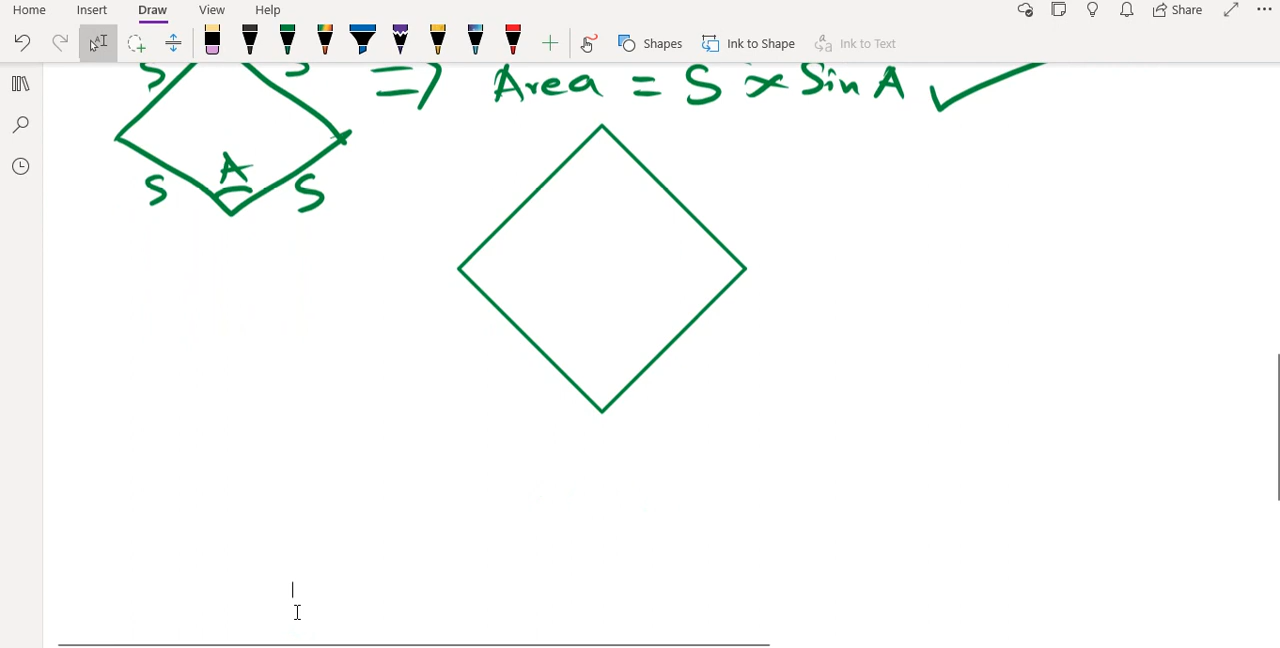 Home Insert Draw View Help Share
Shapes Ink to Shape Ink to Text
S S => Area = S x Sin A
A
S S